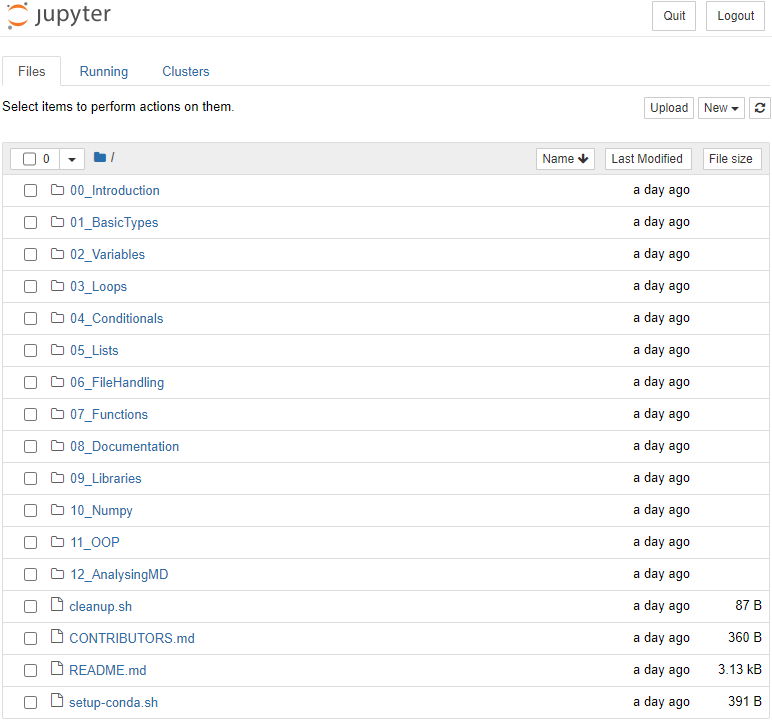 jupyter Quit Logout
Files Running Clusters
Select items to perform actions on them. Upload New
0 / Name Last Modified File size
00_Introduction a day ago
01_BasicTypes a day ago
02_Variables a day ago
03_Loops a day ago
04_Conditionals a day ago
05_Lists a day ago
06_FileHandling a day ago
07_Functions a day ago
08_Documentation a day ago
09_Libraries a day ago
10_Numpy a day ago
11_OOP a day ago
12_AnalysingMD a day ago
cleanup.sh a day ago 87 B
CONTRIBUTORS.md a day ago 360 B
README.md a day ago 3.13 kB
setup-conda.sh a day ago 391 B